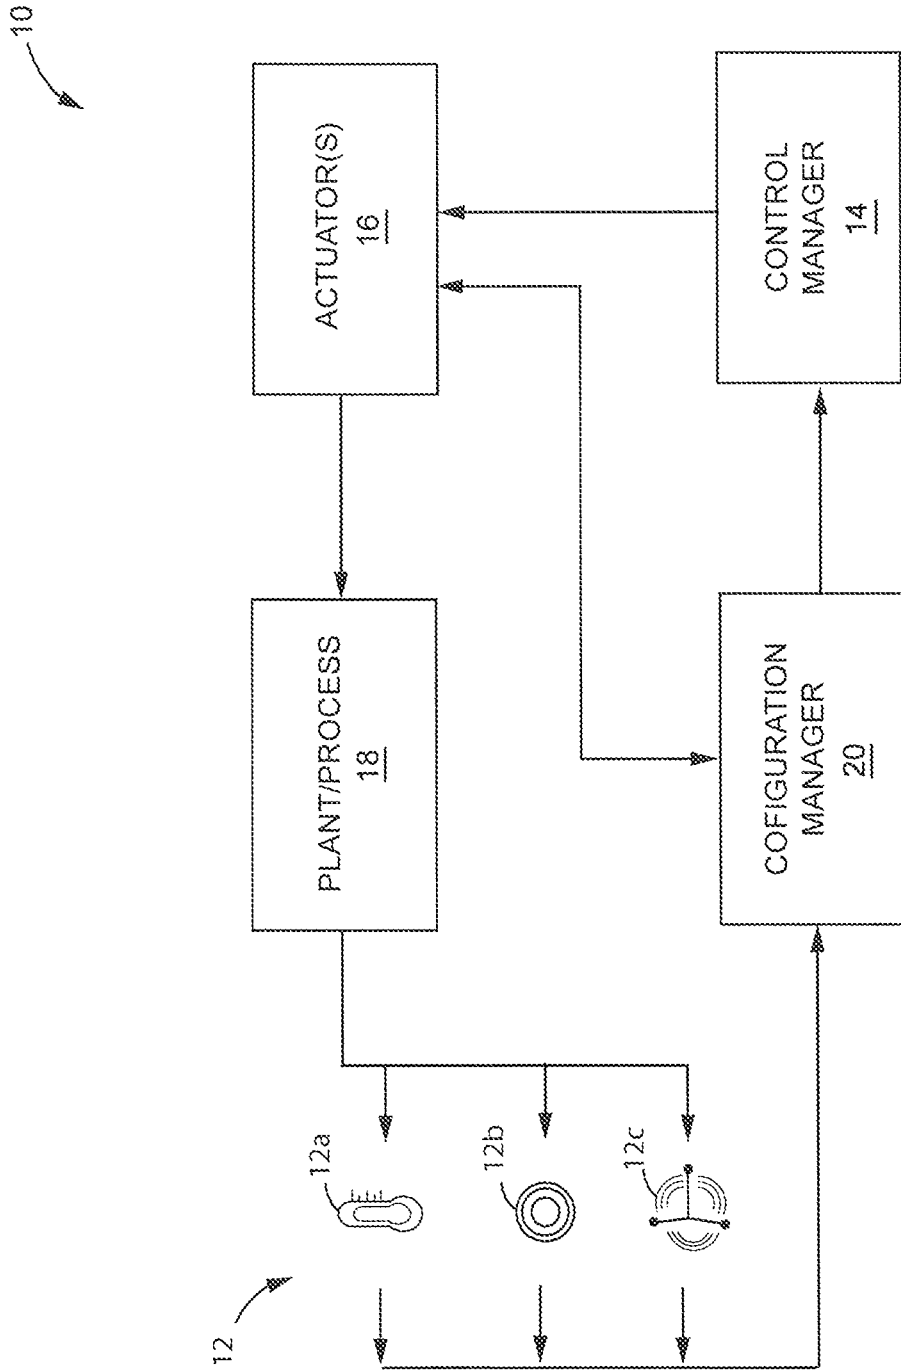 10
12
12a
12b
12c
PLANT/PROCESS
18
ACTUATOR(S)
16
COFIGURATION
MANAGER
20
CONTROL
MANAGER
14